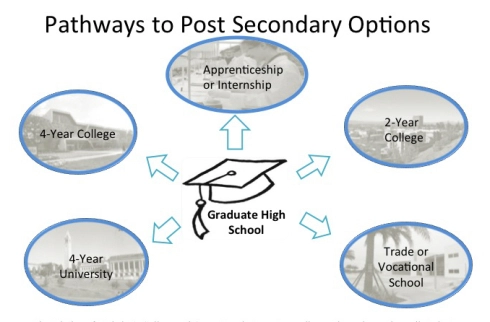 Pathways to Post Secondary Options
Apprenticeship
or Internship
4-Year College
2-Year
College
Graduate High
School
4-Year
University
Trade or
Vocational
School